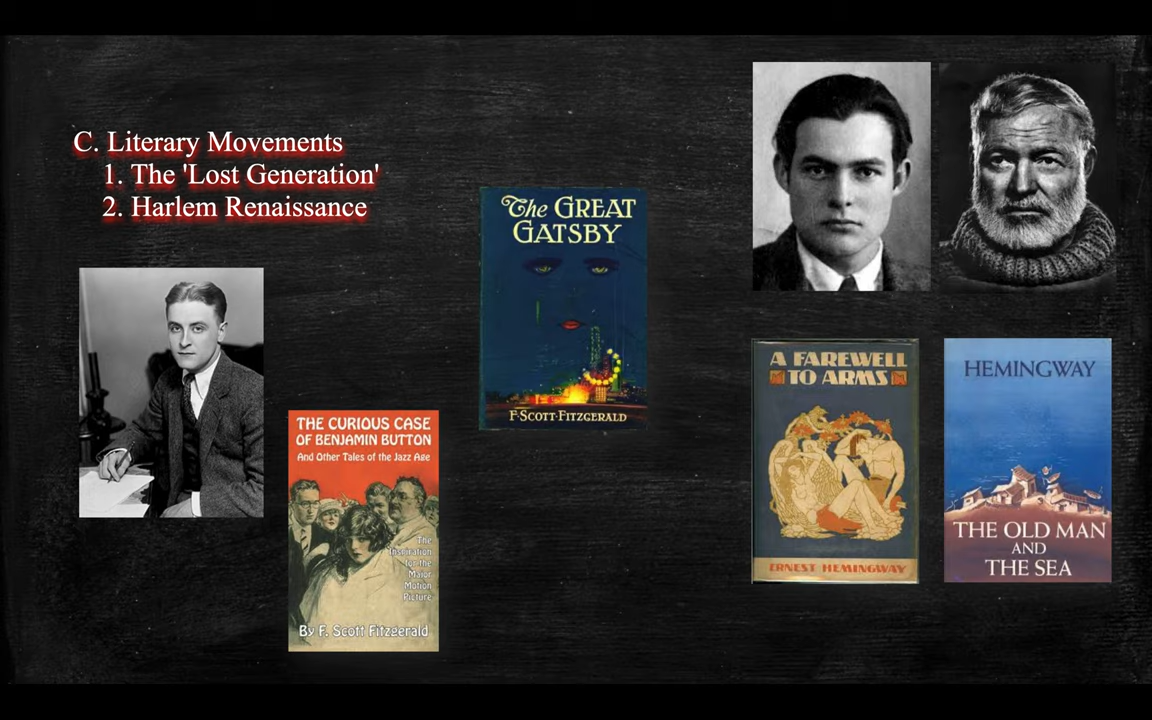 C. Literary Movements
1. The 'Lost Generation'
2. Harlem Renaissance
The GREAT
GATSBY
F·SCOTT·FITZGERALD
THE CURIOUS CASE
OF BENJAMIN BUTTON
And Other Tales of the Jazz Age
The
Inspiration
for the
Major
Motion
Picture
By F. Scott Fitzgerald
A FAREWELL
TO ARMS
ERNEST HEMINGWAY
HEMINGWAY
THE OLD MAN
AND
THE SEA